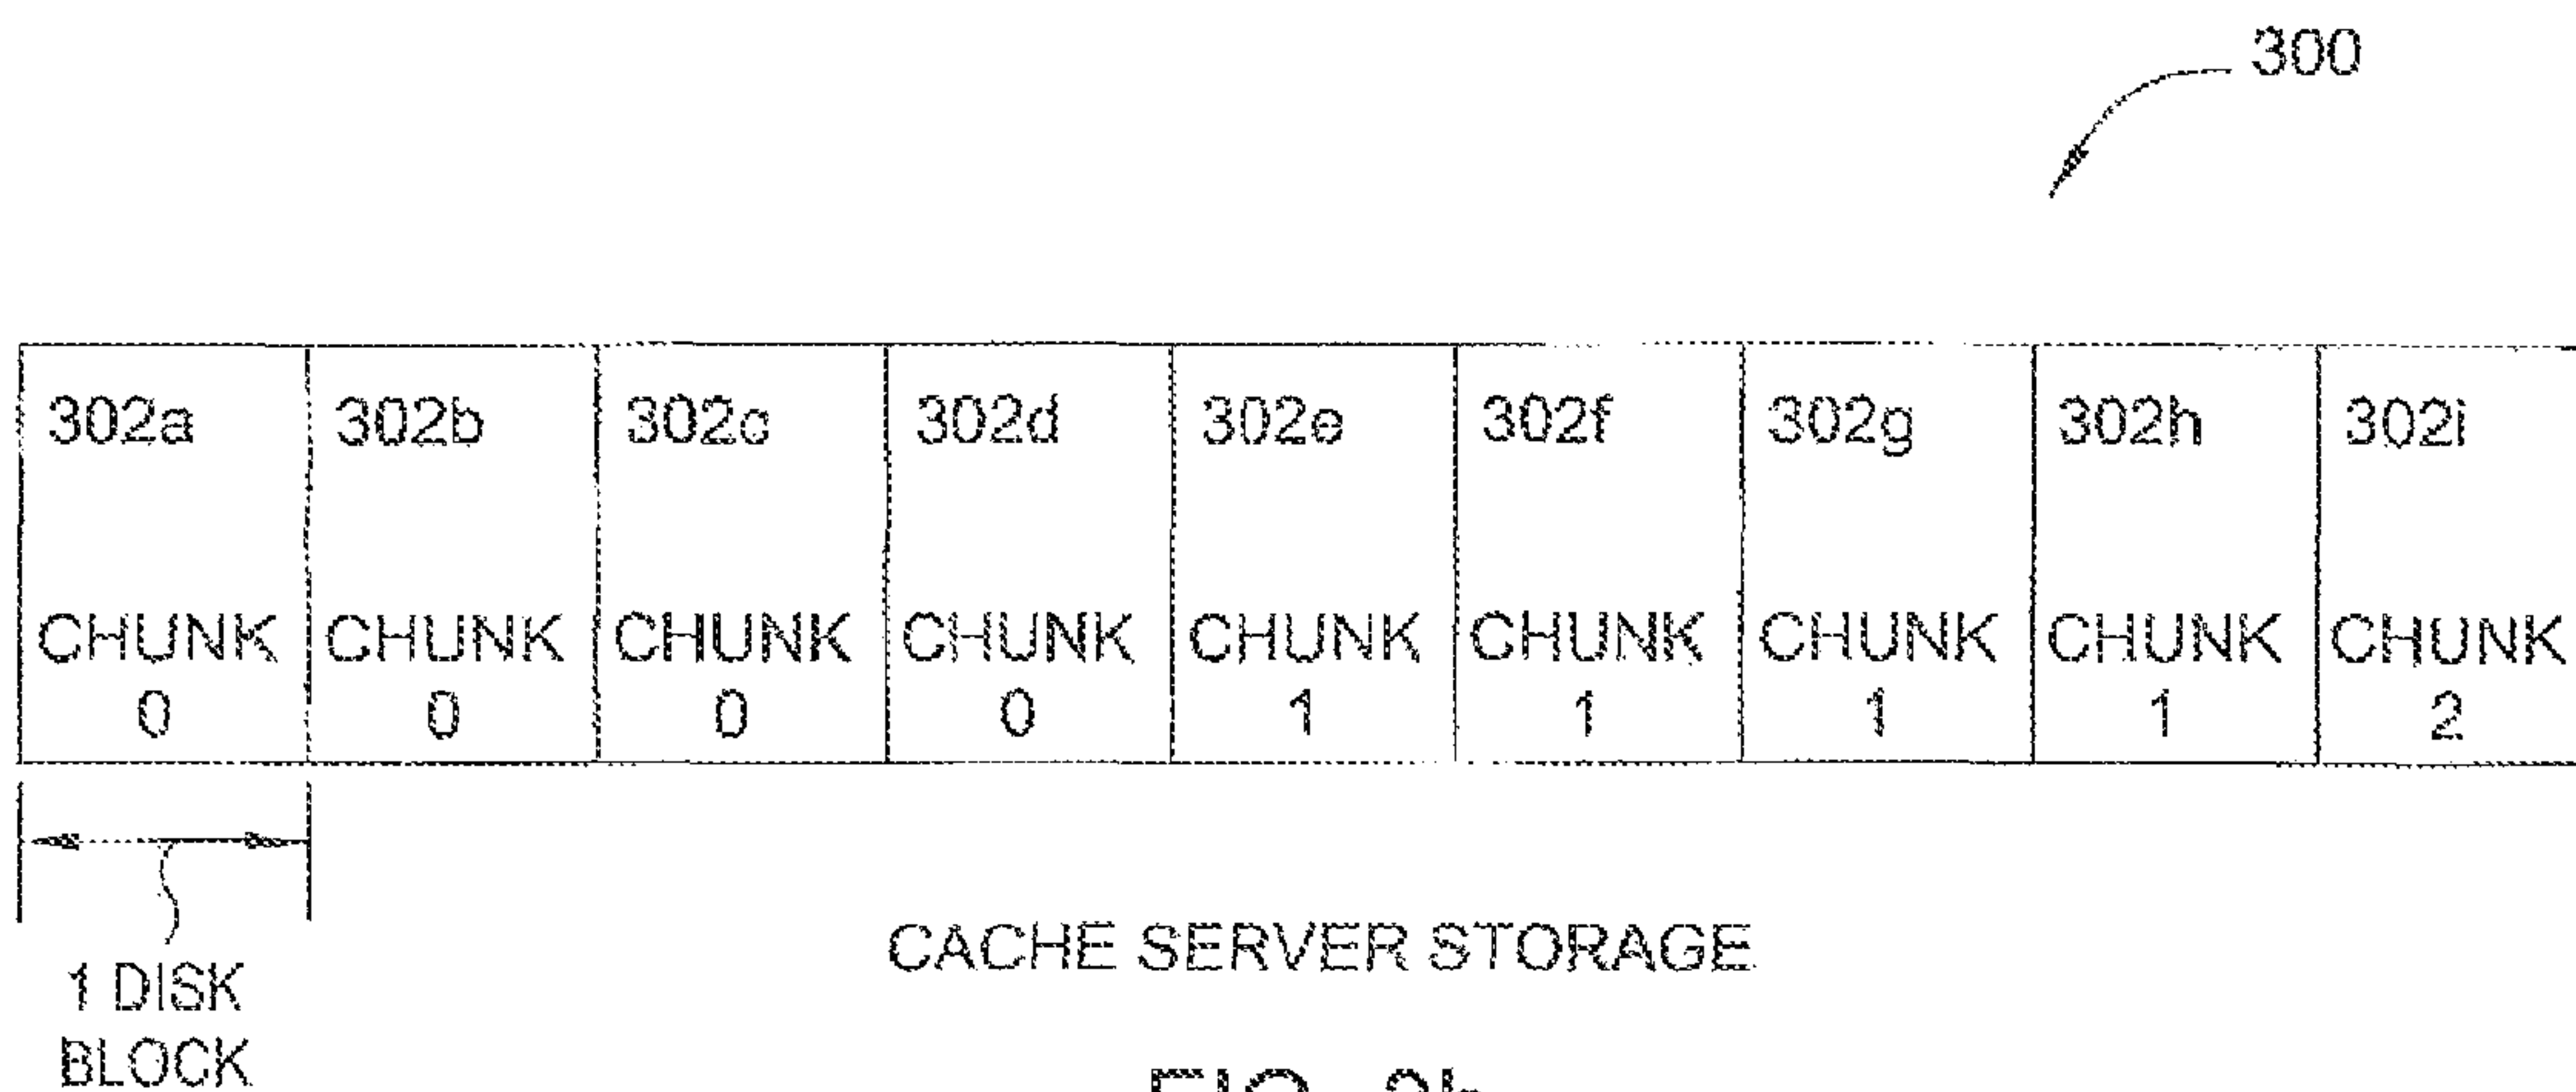 300
302a 302b 302c 302d 302e 302f 302g 302h 302i
CHUNK CHUNK CHUNK CHUNK CHUNK CHUNK CHUNK CHUNK CHUNK
0 0 0 0 1 1 1 1 2
CACHE SERVER STORAGE
1 DISK
BLOCK